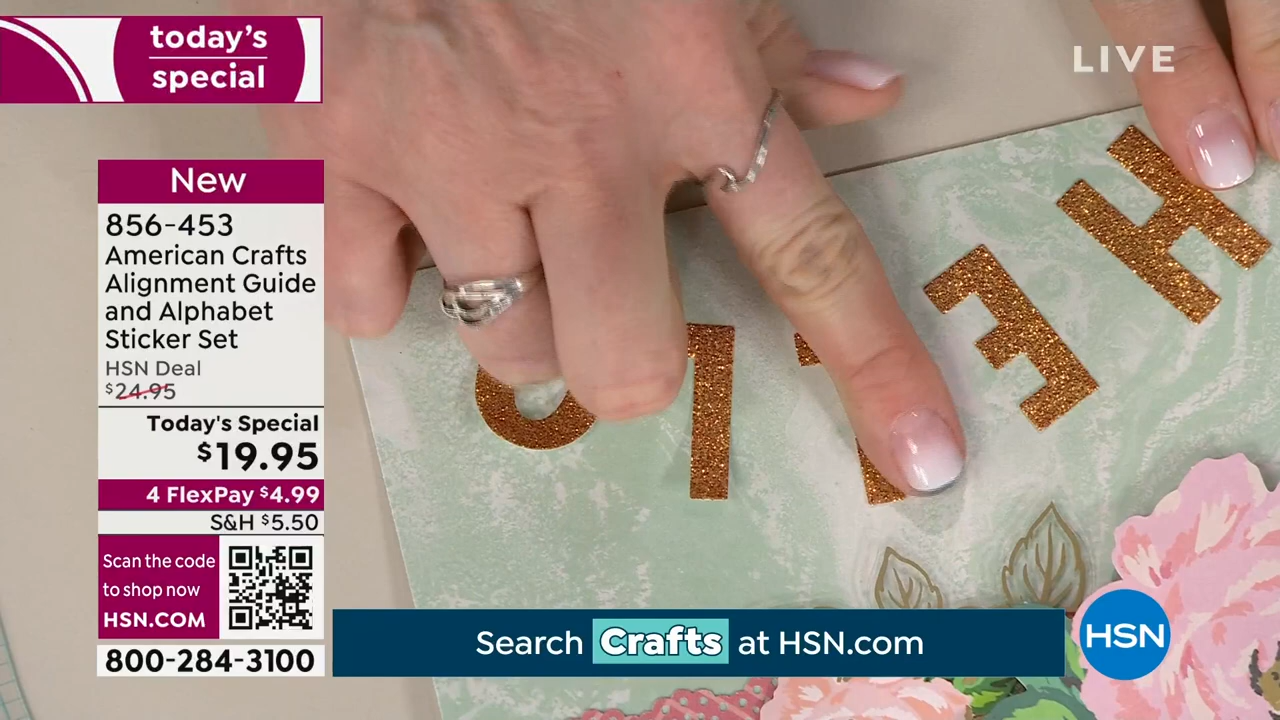 today's
special
LIVE
New
856-453
American Crafts
Alignment Guide
and Alphabet
Sticker Set
HSN Deal
$24.95
Today's Special
$19.95
4 FlexPay $4.99
S&H $5.50
Scan the code
to shop now
HSN.COM
800-284-3100
Search Crafts at HSN.com
HSN
HELLO